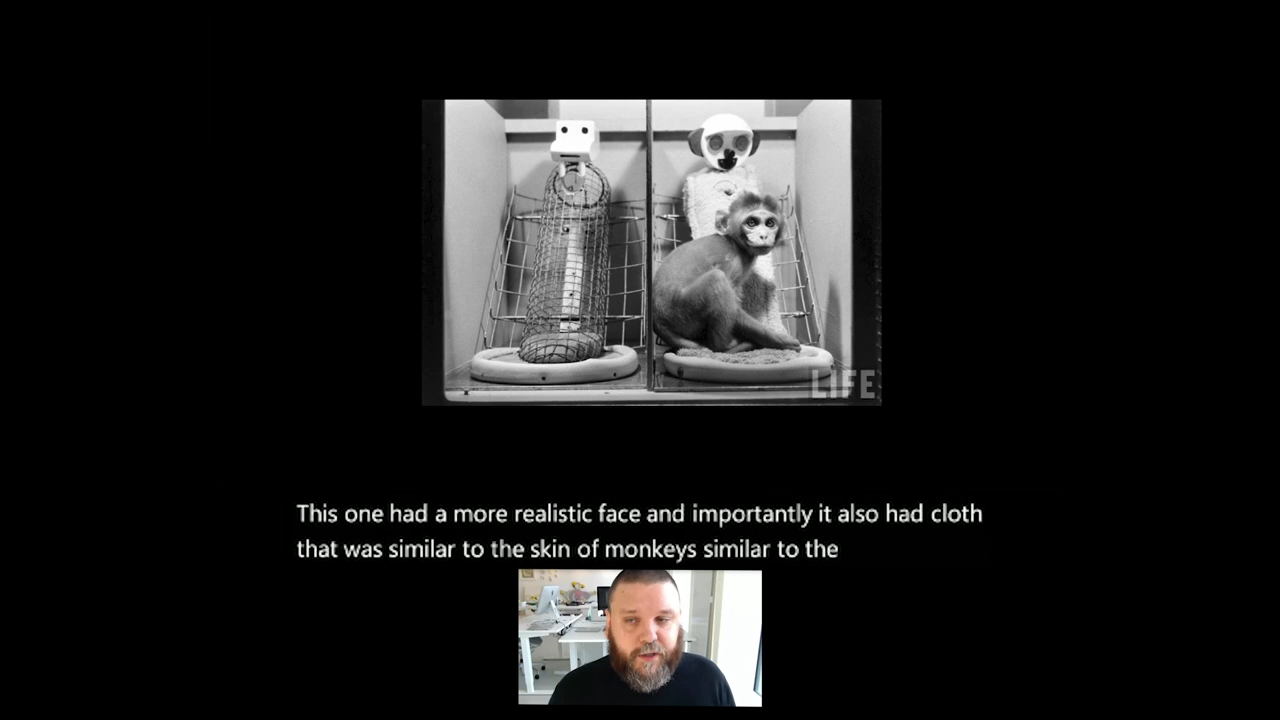 LIFE
This one had a more realistic face and importantly it also had cloth
that was similar to the skin of monkeys similar to the